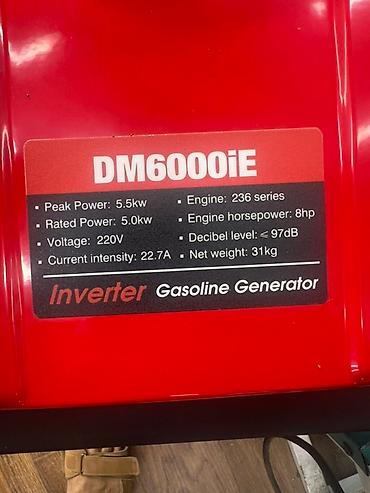 DM6000iE
▪ Peak Power: 5.5kw
▪ Rated Power: 5.0kw
▪ Voltage: 220V
▪ Current intensity: 22.7A
▪ Engine: 236 series
▪ Engine horsepower: 8hp
▪ Decibel level: ≤ 97dB
▪ Net weight: 31kg
Inverter Gasoline Generator